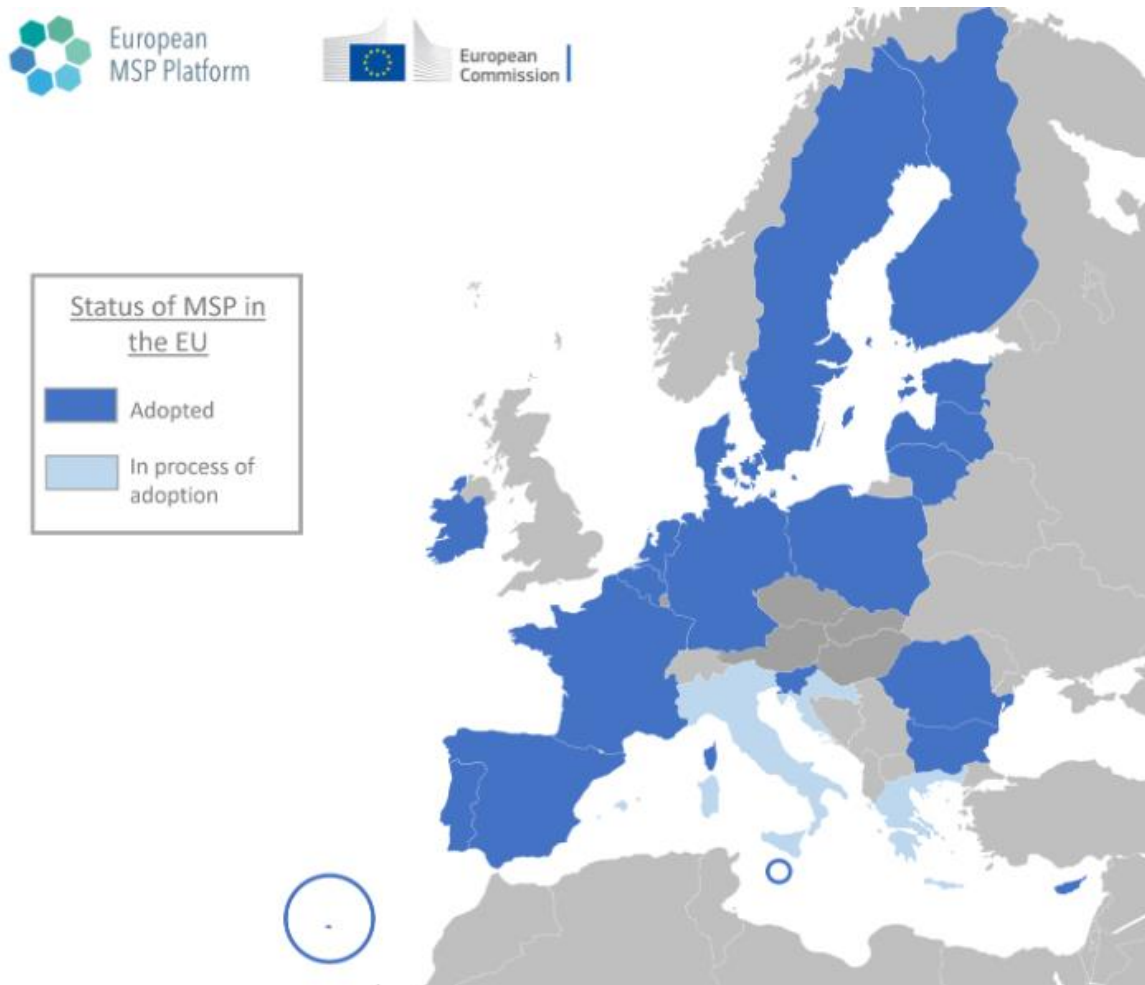 European
MSP Platform
European
Commission
Status of MSP in
the EU
Adopted
In process of
adoption